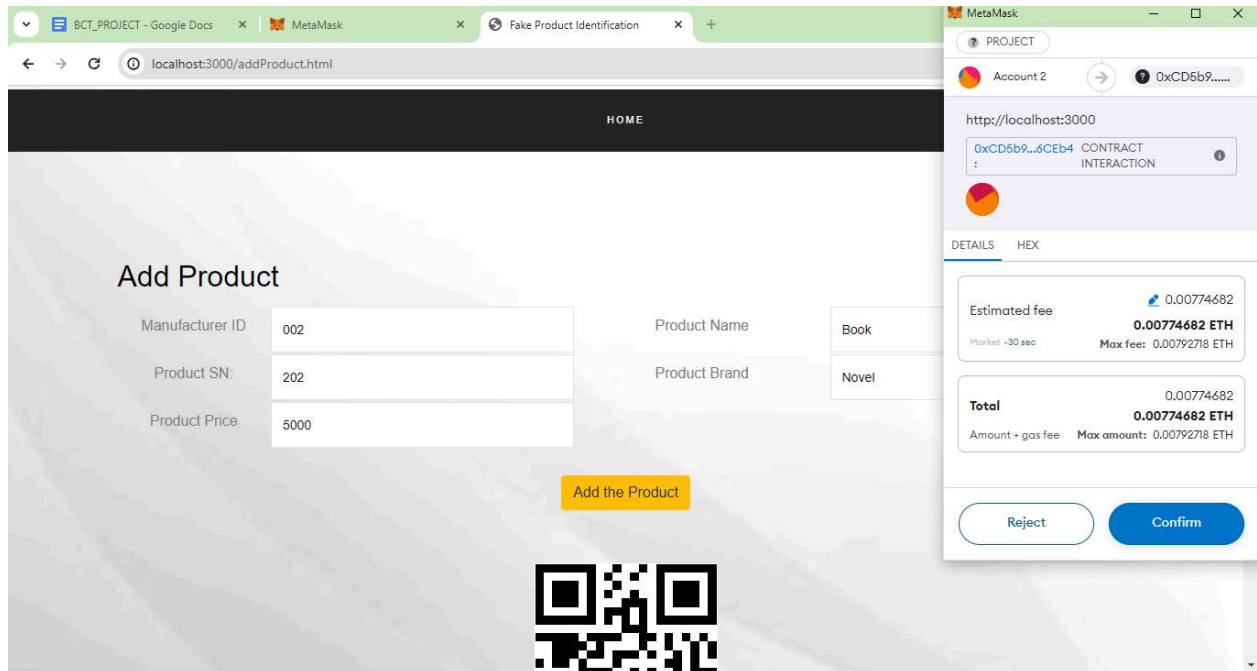 BCT_PROJECT - Google Docs
MetaMask
Fake Product Identification
localhost:3000/addProduct.html
HOME
Add Product
Manufacturer ID 002 Product Name Book
Product SN: 202 Product Brand Novel
Product Price 5000
Add the Product
MetaMask
? PROJECT
Account 2 ? 0xCD5b9......
http://localhost:3000
0xCD5b9...6CEb4 CONTRACT
: INTERACTION
DETAILS HEX
Estimated fee 0.00774682
0.00774682 ETH
Market ~30 sec Max fee: 0.00792718 ETH
Total 0.00774682
0.00774682 ETH
Amount + gas fee Max amount: 0.00792718 ETH
Reject Confirm